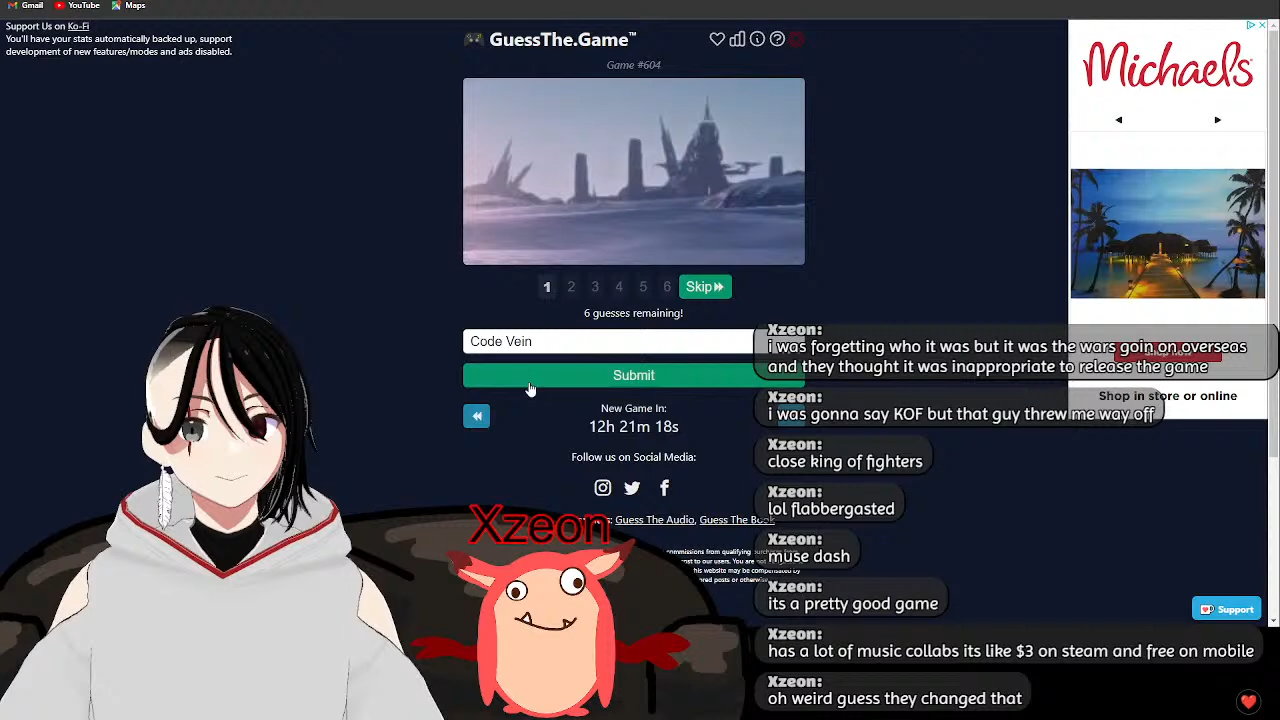 Gmail
YouTube
Maps
Support Us on Ko-Fi
You'll have your stats automatically backed up, support
development of new features/modes and ads disabled.
GuessThe.Game™
Game #604
Michaels
1 2 3 4 5 6 Skip
6 guesses remaining!
Code Vein
Submit
New Game In:
12h 21m 18s
Follow us on Social Media:
Guess The Audio, Guess The Book
Shop in store or online
Support
Xzeon
Xzeon:
i was forgetting who it was but it was the wars goin on overseas
and they thought it was inappropriate to release the game
Xzeon:
i was gonna say KOF but that guy threw me way off
Xzeon:
close king of fighters
Xzeon:
lol flabbergasted
Xzeon:
muse dash
Xzeon:
its a pretty good game
Xzeon:
has a lot of music collabs its like $3 on steam and free on mobile
Xzeon:
oh weird guess they changed that